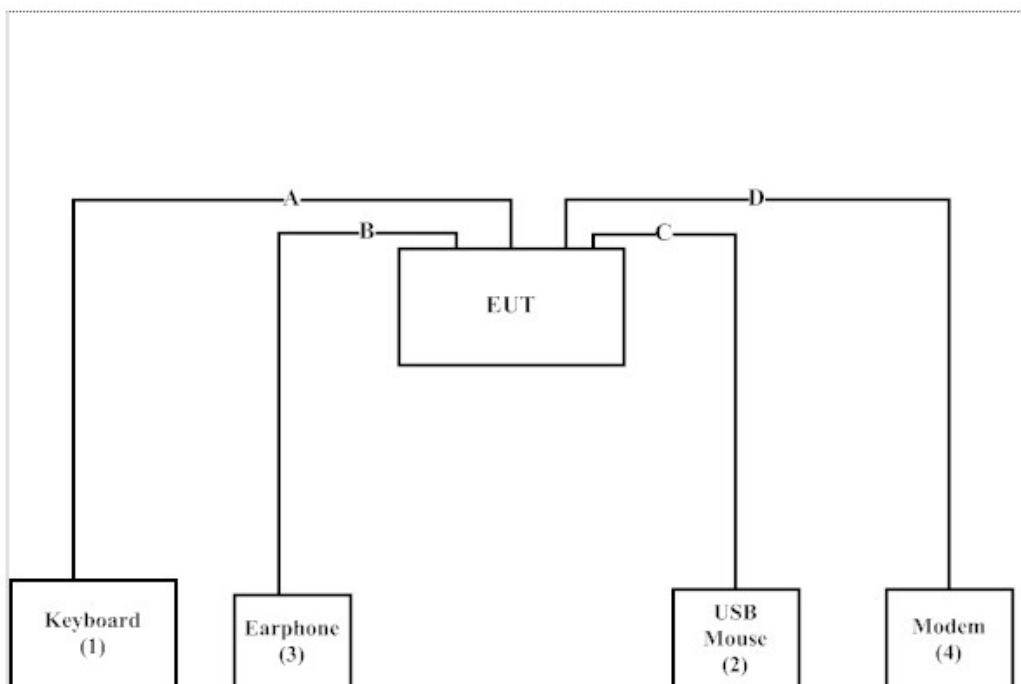 A
D
B
C
EUT
Keyboard
(1)
Earphone
(3)
USB
Mouse
(2)
Modem
(4)